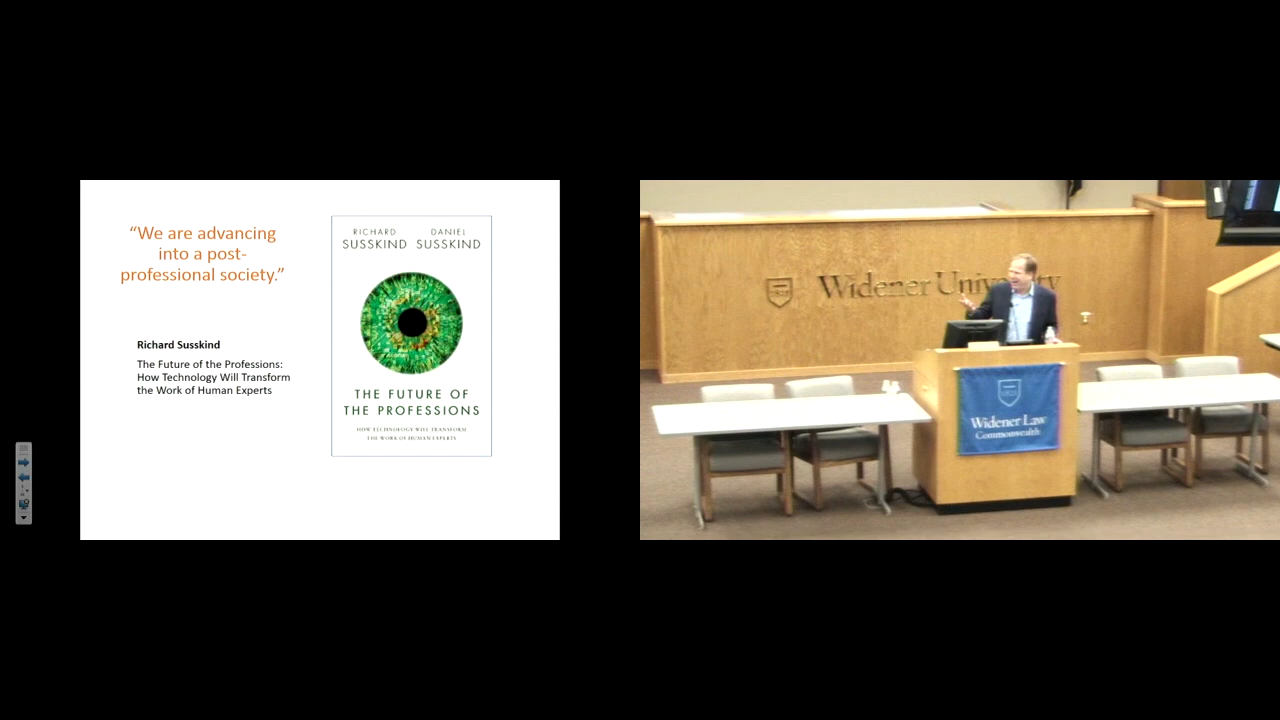 “We are advancing
into a post-
professional society.”
Richard Susskind
The Future of the Professions:
How Technology Will Transform
the Work of Human Experts
RICHARD DANIEL
SUSSKIND SUSSKIND
THE FUTURE OF
THE PROFESSIONS
HOW TECHNOLOGY WILL TRANSFORM
THE WORK OF HUMAN EXPERTS
Widener University
Widener Law
Commonwealth